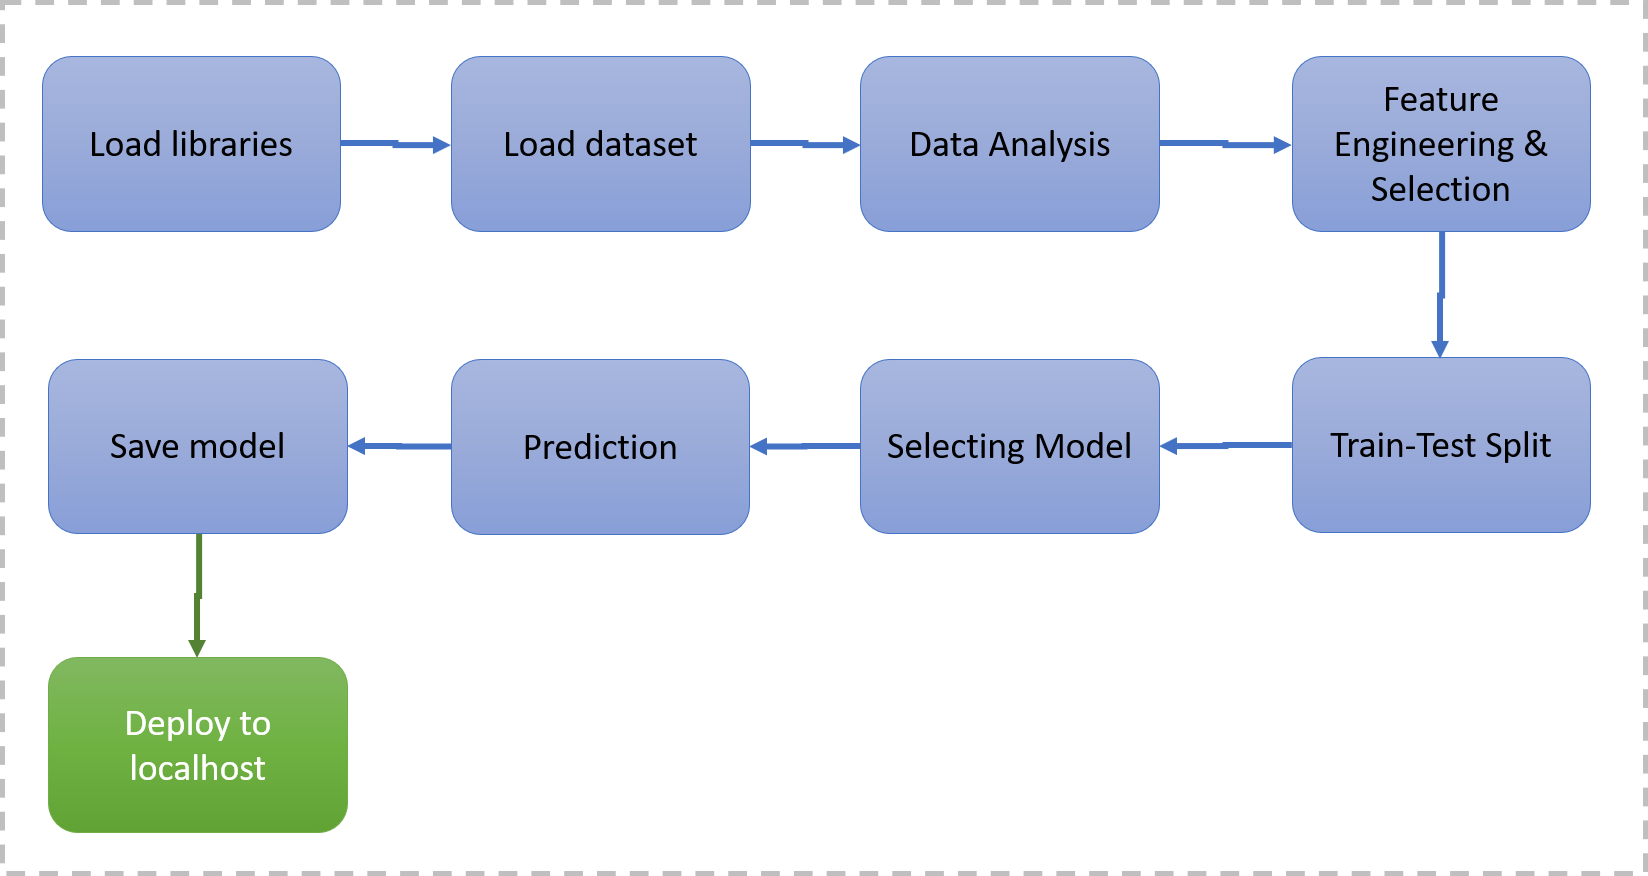 Load libraries
Load dataset
Data Analysis
Feature
Engineering &
Selection
Save model
Prediction
Selecting Model
Train-Test Split
Deploy to
localhost